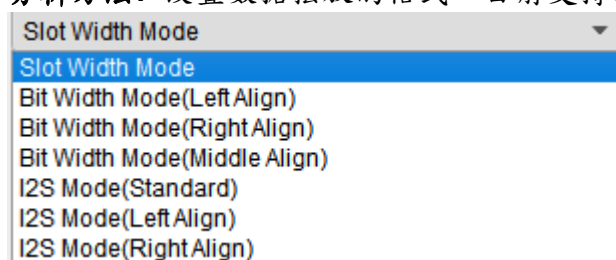 Slot Width Mode
Slot Width Mode
Bit Width Mode(Left Align)
Bit Width Mode(Right Align)
Bit Width Mode(Middle Align)
I2S Mode(Standard)
I2S Mode(Left Align)
I2S Mode(Right Align)